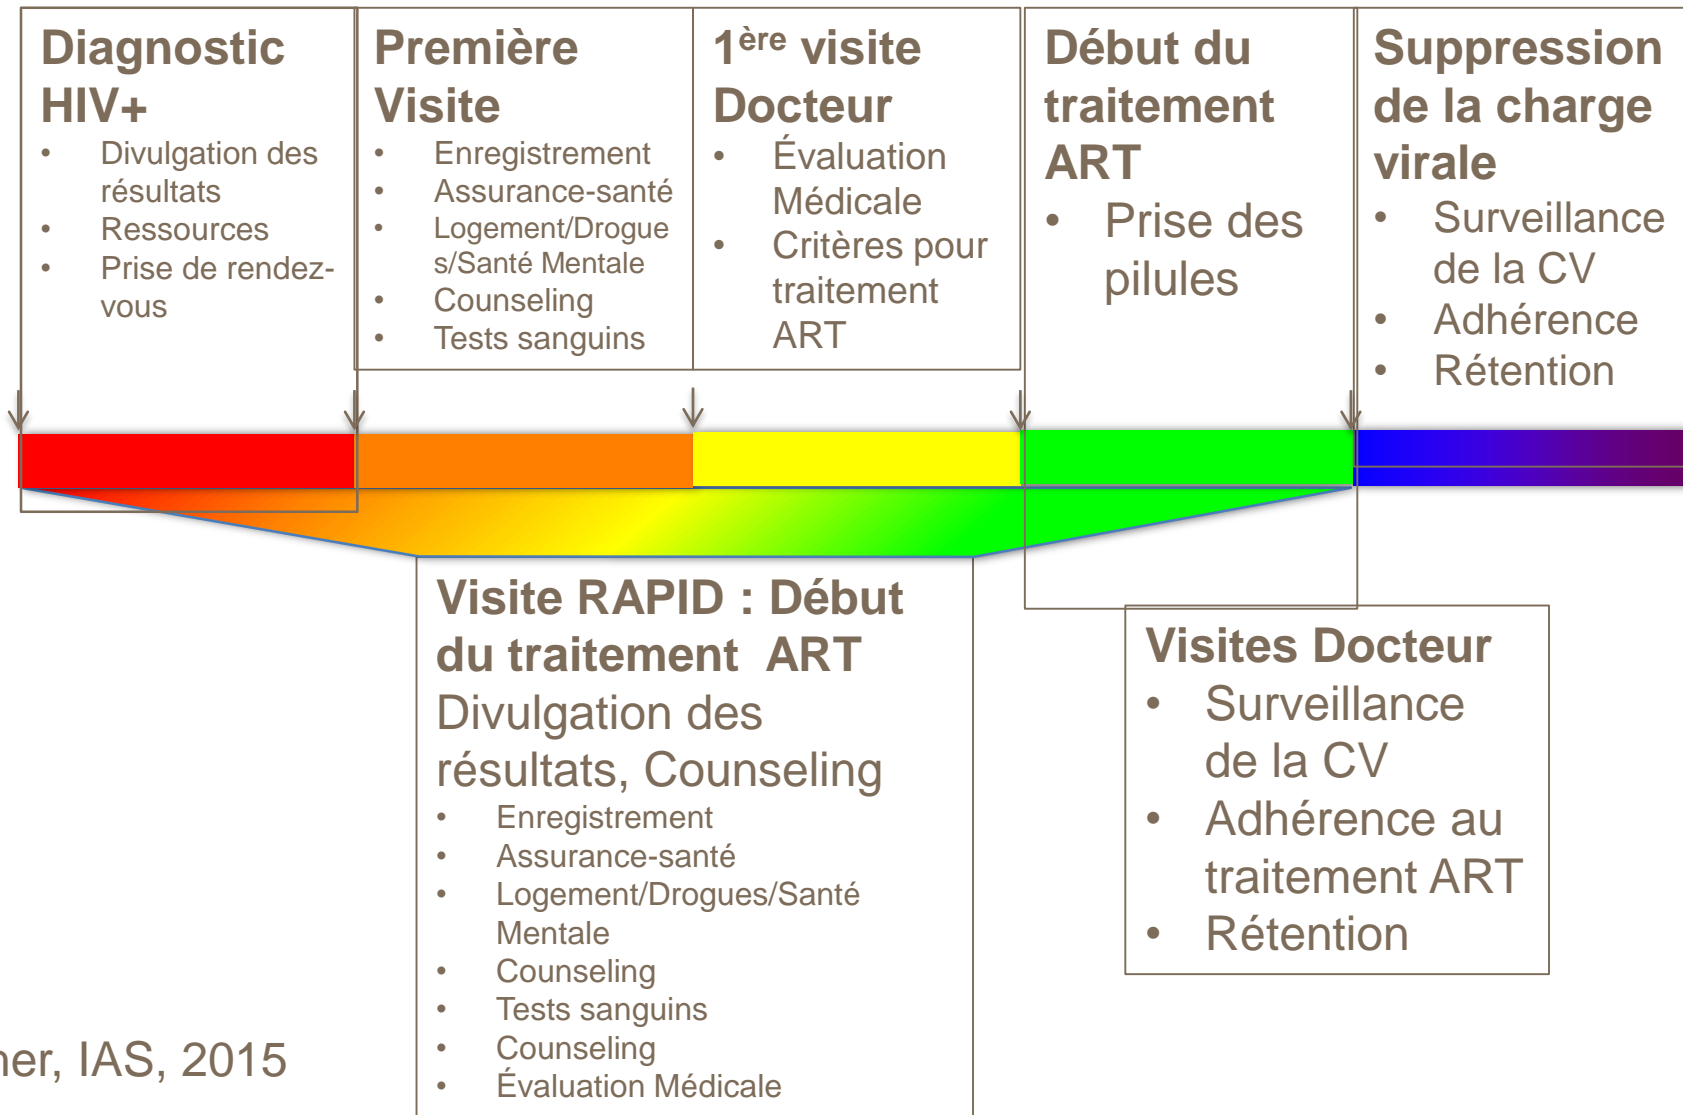 Diagnostic
HIV+
• Divulgation des
résultats
• Ressources
• Prise de rendez-
vous
Première
Visite
• Enregistrement
• Assurance-santé
• Logement/Drogue
s/Santé Mentale
• Counseling
• Tests sanguins
1ère visite
Docteur
• Évaluation
Médicale
• Critères pour
traitement
ART
Début du
traitement
ART
• Prise des
pilules
Suppression
de la charge
virale
• Surveillance
de la CV
• Adhérence
• Rétention
Visite RAPID : Début
du traitement ART
Divulgation des
résultats, Counseling
• Enregistrement
• Assurance-santé
• Logement/Drogues/Santé
Mentale
• Counseling
• Tests sanguins
• Counseling
• Évaluation Médicale
Visites Docteur
• Surveillance
de la CV
• Adhérence au
traitement ART
• Rétention
IAS, 2015